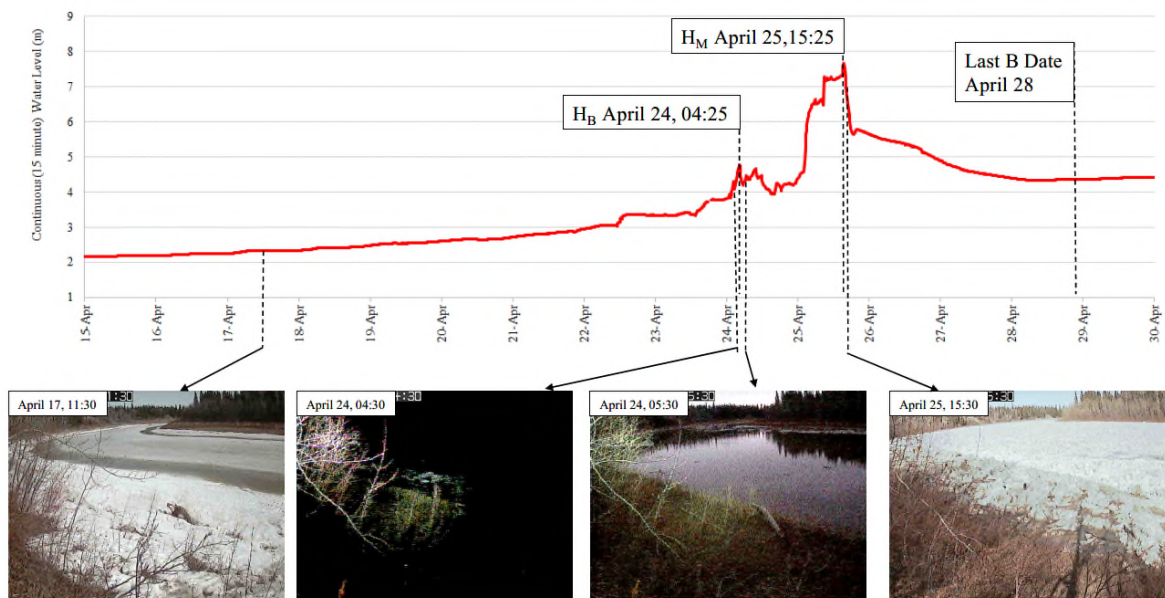 Continuous (15 minute) Water Level (m)
9
8
7
6
5
4
3
2
1
H_M April 25,15:25
H_B April 24, 04:25
Last B Date
April 28
15-Apr
16-Apr
17-Apr
18-Apr
19-Apr
20-Apr
21-Apr
22-Apr
23-Apr
24-Apr
25-Apr
26-Apr
27-Apr
28-Apr
29-Apr
30-Apr
April 17, 11:30
April 24, 04:30
April 24, 05:30
April 25, 15:30